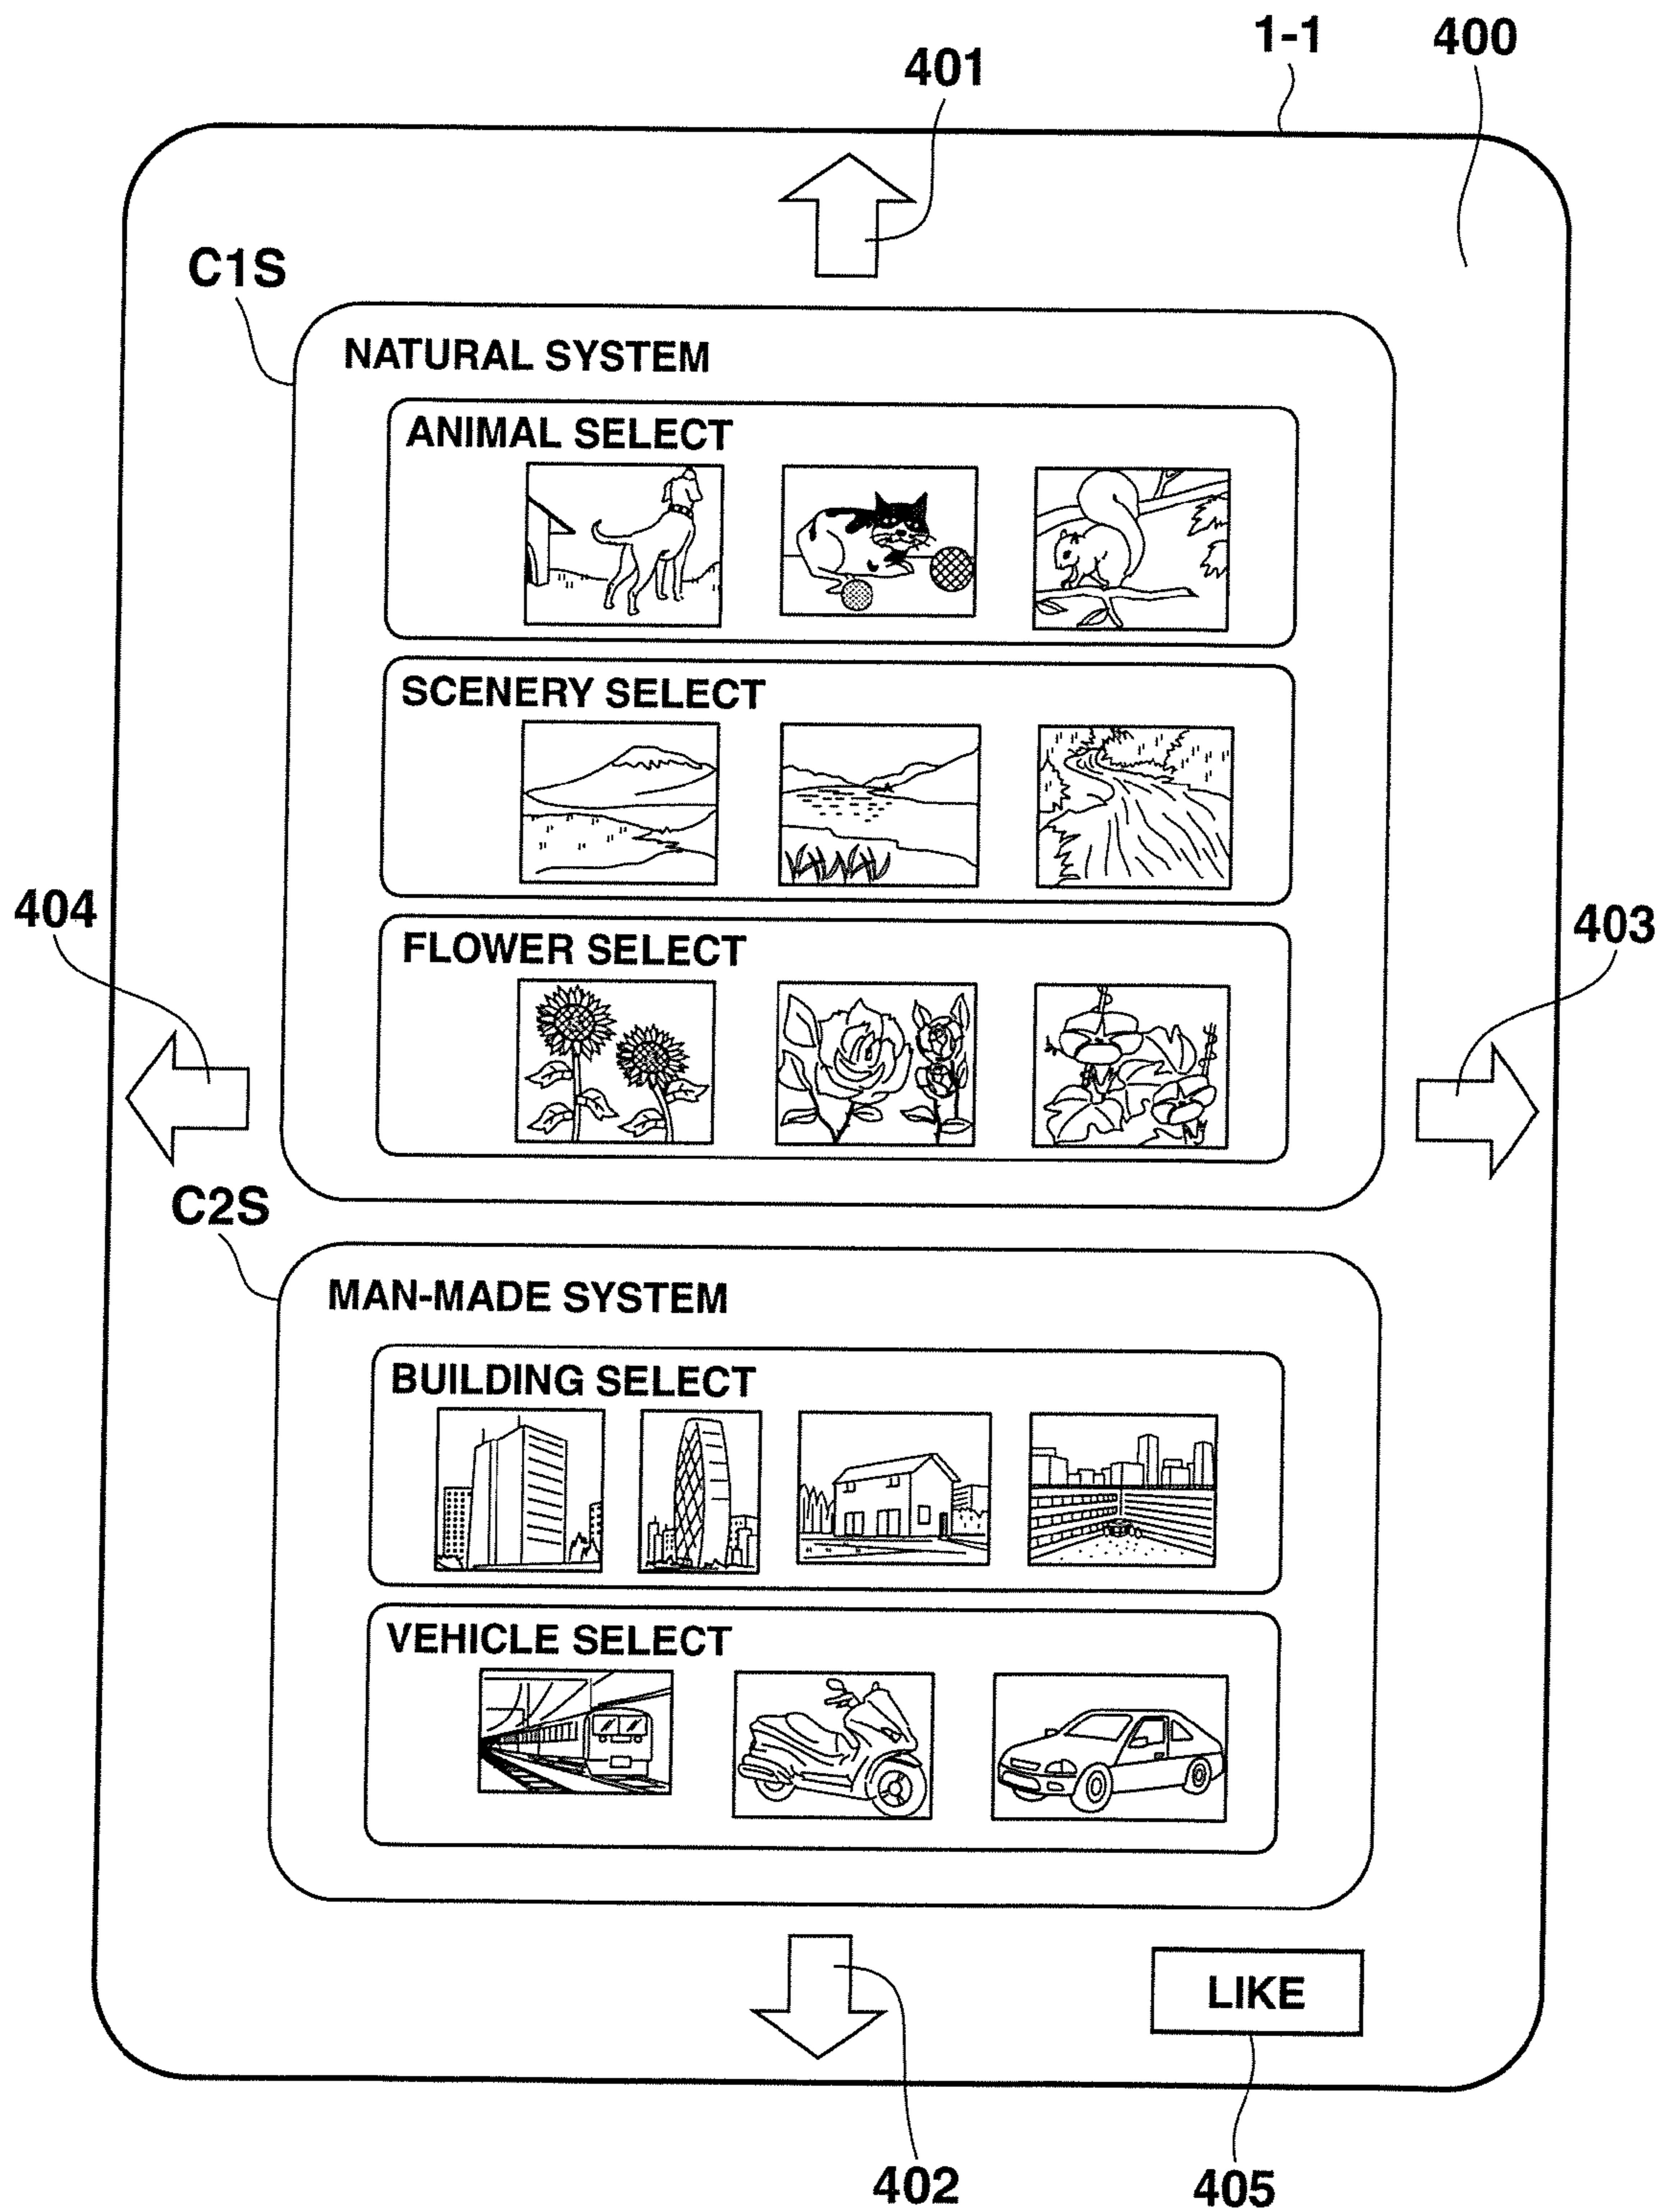 1-1
400
401
C1S
NATURAL SYSTEM
ANIMAL SELECT
SCENERY SELECT
404
403
FLOWER SELECT
C2S
MAN-MADE SYSTEM
BUILDING SELECT
VEHICLE SELECT
LIKE
402
405